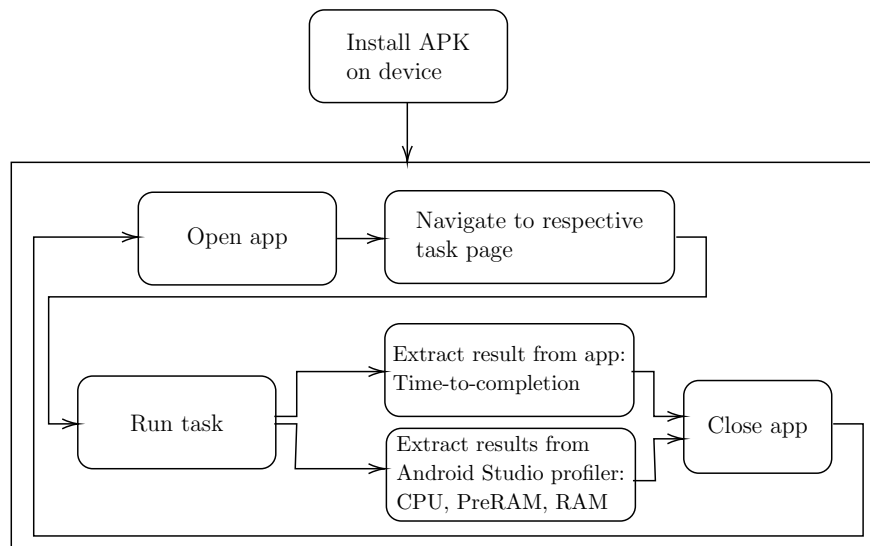 Install APK
on device
Open app
Navigate to respective
task page
Run task
Extract result from app:
Time-to-completion
Extract results from
Android Studio profiler:
CPU, PreRAM, RAM
Close app